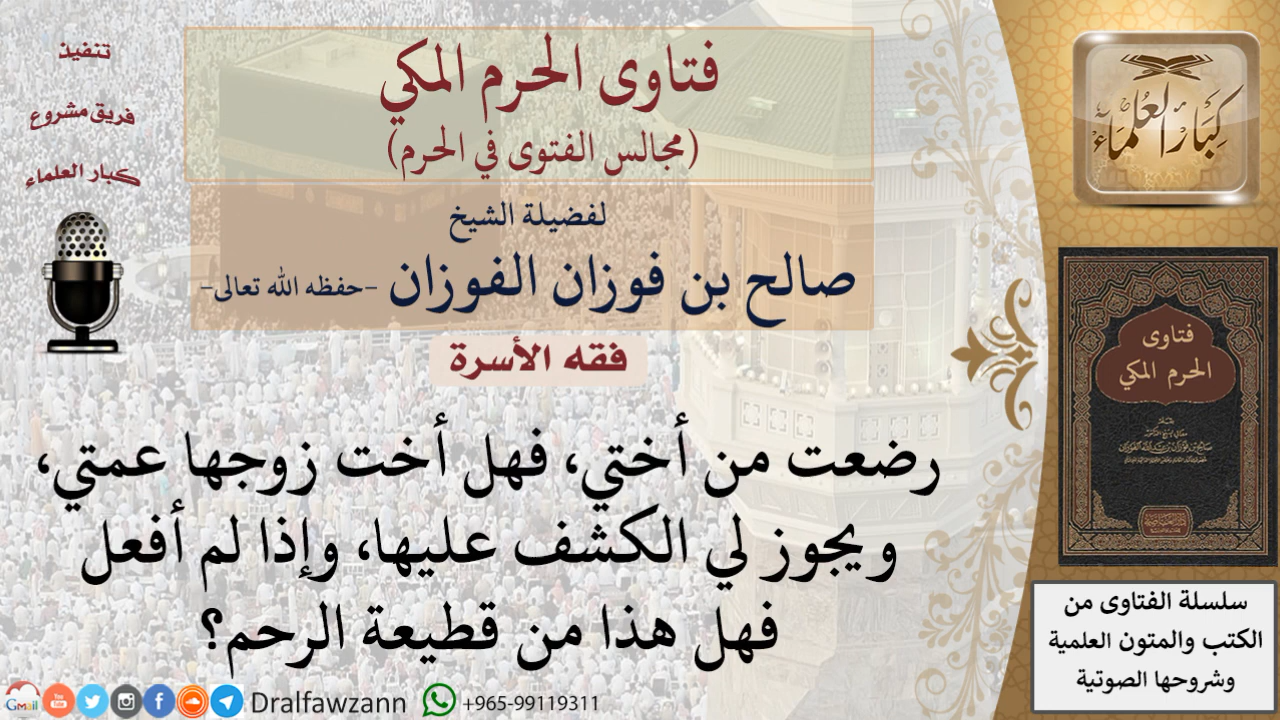 تنفيذ
فريق مشروع
كبار العلماء
فتاوى الحرم المكي
(مجالس الفتوى في الحرم)
لفضيلة الشيخ
صالح بن فوزان الفوزان -حفظه الله تعالى-
فقه الأسرة
رضعت من أختي، فهل أخت زوجها عمتي،
ويجوز لي الكشف عليها، وإذا لم أفعل
فهل هذا من قطيعة الرحم؟
كبار العلماء
فتاوى
الحرم المكي
سلسلة الفتاوى من
الكتب والمتون العلمية
وشروحها الصوتية
Gmail
You
Tube
Dralfawzann
+965-99119311